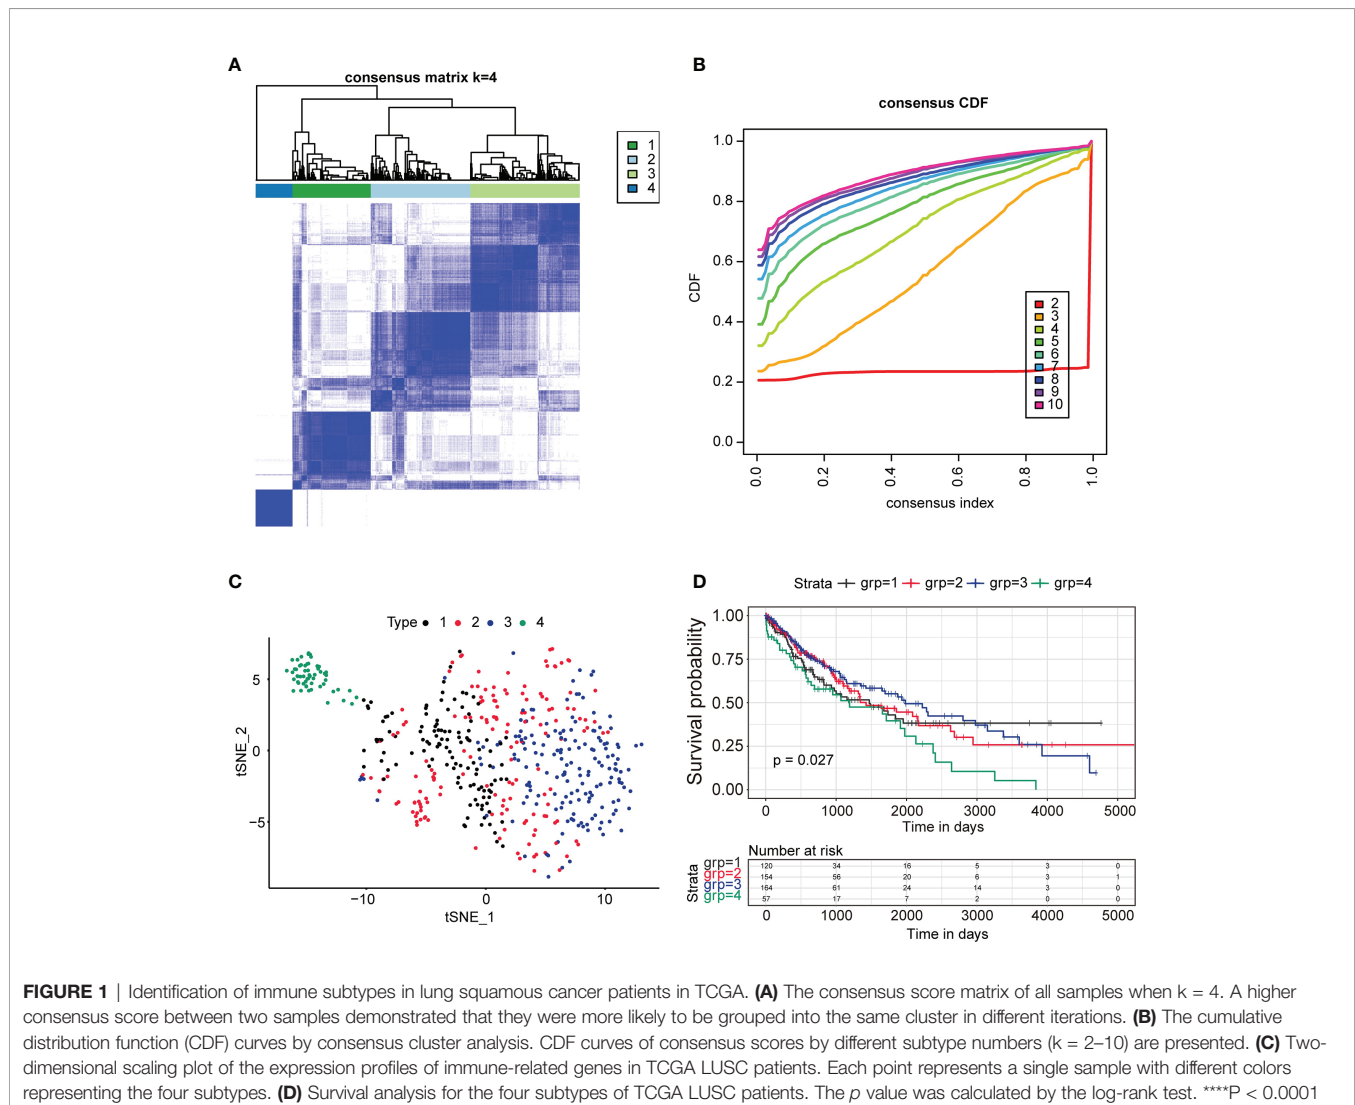 A
consensus matrix k=4
1
2
3
4
B
consensus CDF
CDF
1.0
0.8
0.6
0.4
0.2
0.0
2
3
4
5
6
7
8
9
10
0.0 0.2 0.4 0.6 0.8 1.0
consensus index
C
Type 1 2 3 4
tSNE_2
5
0
−5
−10 0 10
tSNE_1
D
Strata grp=1 grp=2 grp=3 grp=4
Survival probability
1.00
0.75
0.50
0.25
0.00
p = 0.027
0 1000 2000 3000 4000 5000
Time in days
Number at risk
Strata
grp=1 120 34 16 5 3 0
grp=2 154 56 20 6 3 1
grp=3 164 61 24 14 3 0
grp=4 57 17 7 2 0 0
0 1000 2000 3000 4000 5000
Time in days
FIGURE 1 | Identification of immune subtypes in lung squamous cancer patients in TCGA. (A) The consensus score matrix of all samples when k = 4. A higher
consensus score between two samples demonstrated that they were more likely to be grouped into the same cluster in different iterations. (B) The cumulative
distribution function (CDF) curves by consensus cluster analysis. CDF curves of consensus scores by different subtype numbers (k = 2–10) are presented. (C) Two-
dimensional scaling plot of the expression profiles of immune-related genes in TCGA LUSC patients. Each point represents a single sample with different colors
representing the four subtypes. (D) Survival analysis for the four subtypes of TCGA LUSC patients. The p value was calculated by the log-rank test. ****P < 0.0001